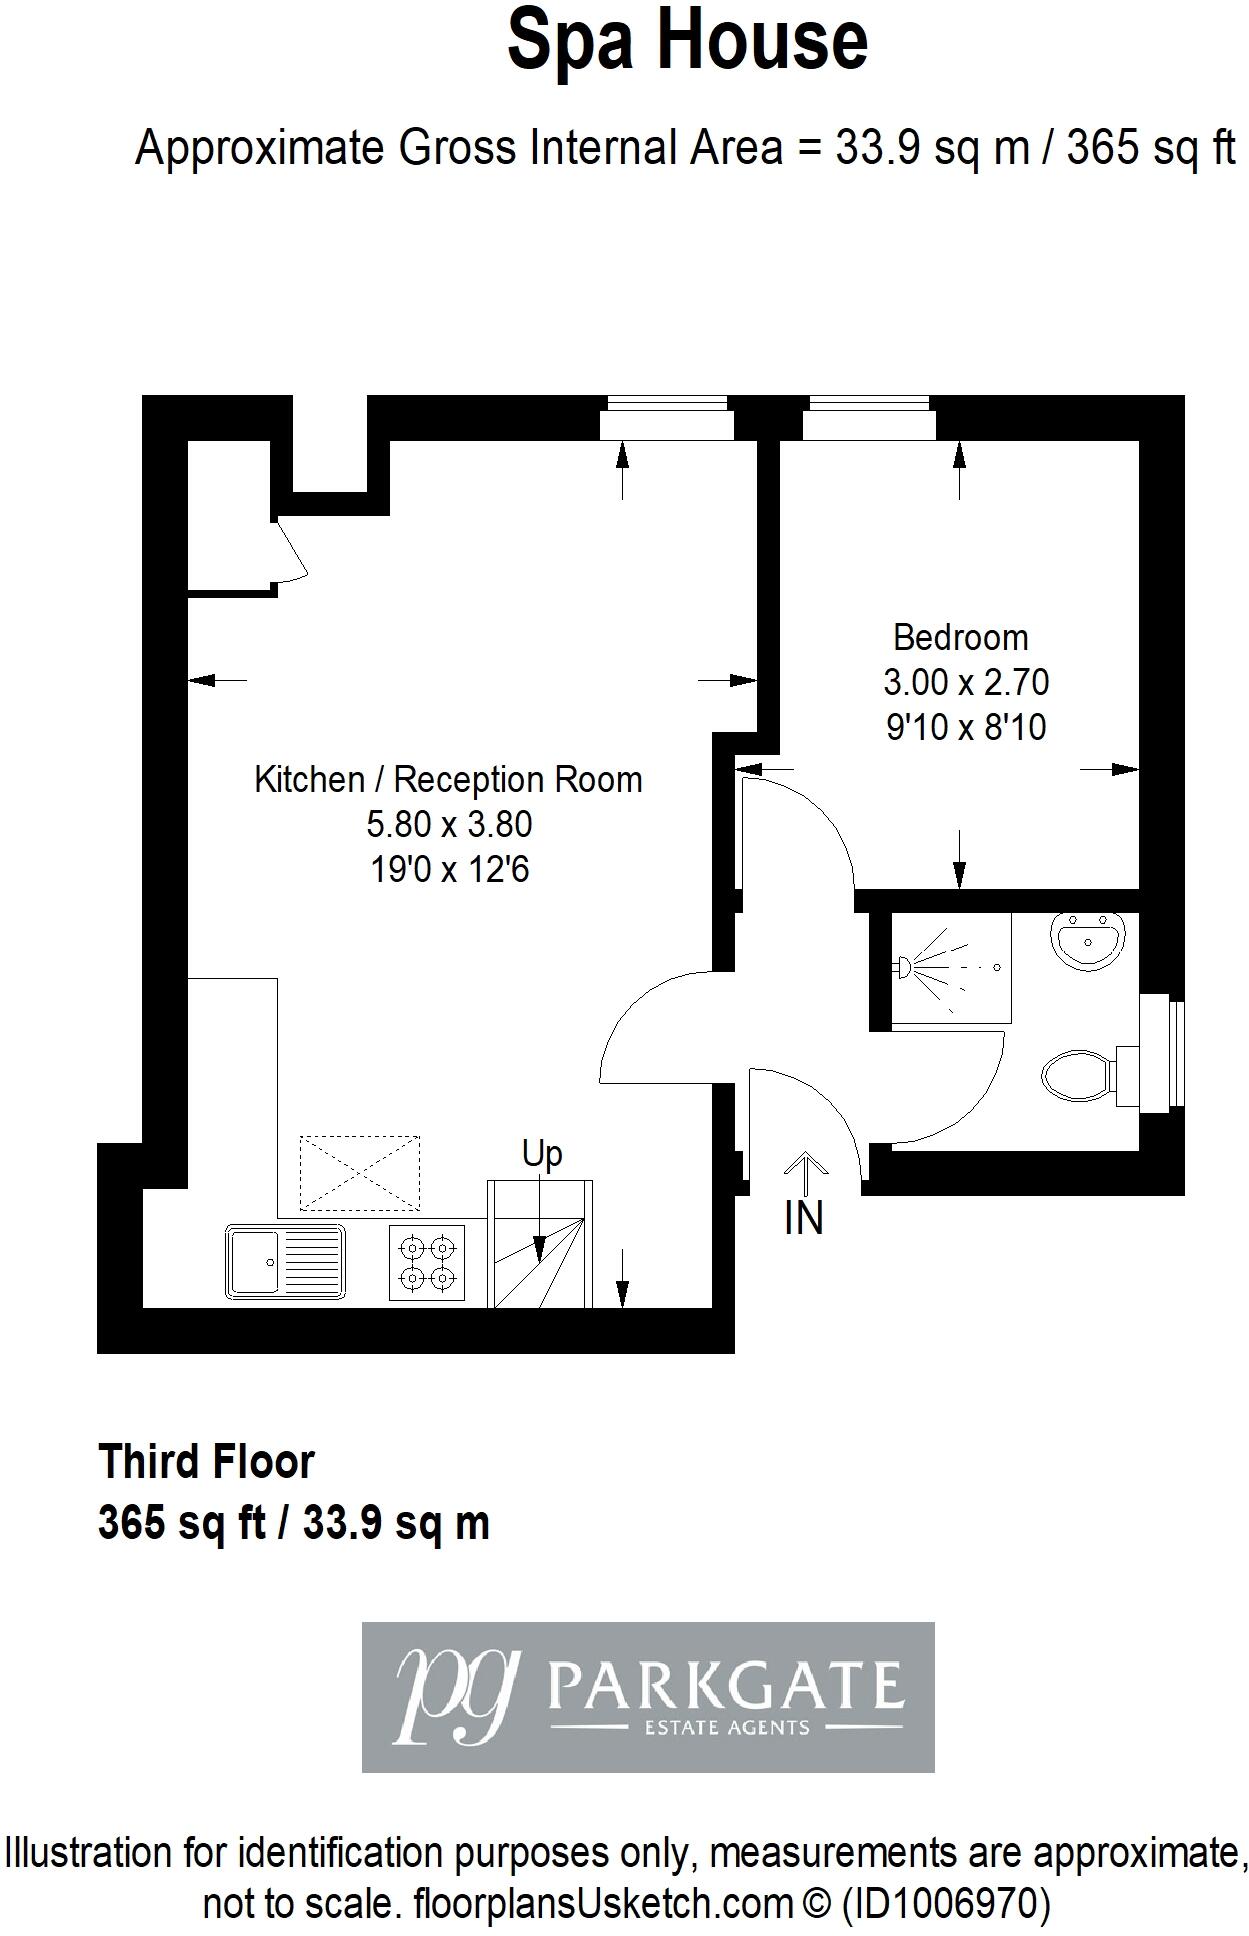 Spa House
Approximate Gross Internal Area = 33.9 sq m / 365 sq ft
Bedroom
3.00 x 2.70
9'10 x 8'10
Kitchen / Reception Room
5.80 x 3.80
19'0 x 12'6
Up
IN
Third Floor
365 sq ft / 33.9 sq m
pg PARKGATE
ESTATE AGENTS
Illustration for identification purposes only, measurements are approximate,
not to scale. floorplansUsketch.com © (ID1006970)